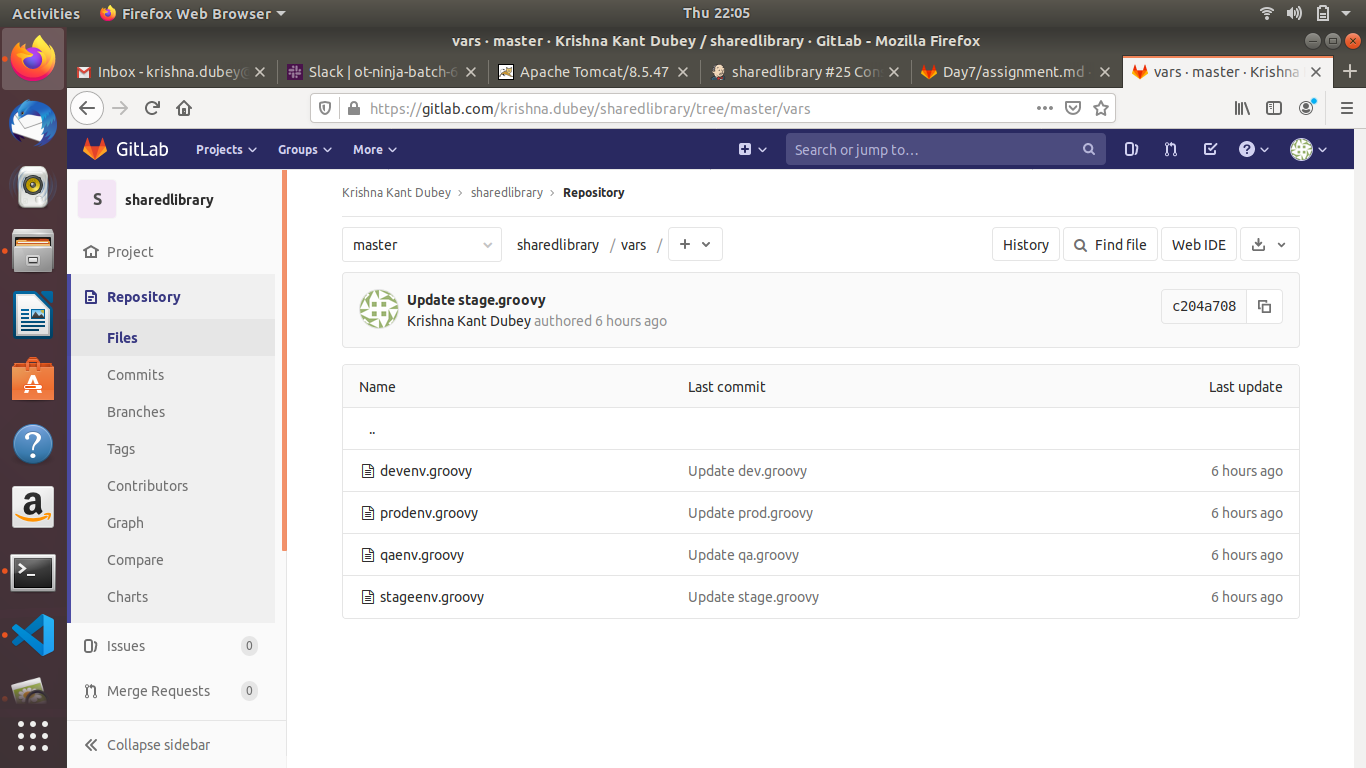 Activities Firefox Web Browser Thu 22:05
vars · master · Krishna Kant Dubey / sharedlibrary · GitLab - Mozilla Firefox
Inbox - krishna.dubey@ Slack | ot-ninja-batch-6 Apache Tomcat/8.5.47 sharedlibrary #25 Con Day7/assignment.md · vars · master · Krishna
https://gitlab.com/krishna.dubey/sharedlibrary/tree/master/vars
GitLab Projects Groups More Search or jump to…
S sharedlibrary
Project
Repository
Files
Commits
Branches
Tags
Contributors
Graph
Compare
Charts
Issues 0
Merge Requests 0
Collapse sidebar
Krishna Kant Dubey > sharedlibrary > Repository
master sharedlibrary / vars / + History Find file Web IDE
Update stage.groovy
Krishna Kant Dubey authored 6 hours ago
c204a708
Name Last commit Last update
..
devenv.groovy Update dev.groovy 6 hours ago
prodenv.groovy Update prod.groovy 6 hours ago
qaenv.groovy Update qa.groovy 6 hours ago
stageenv.groovy Update stage.groovy 6 hours ago